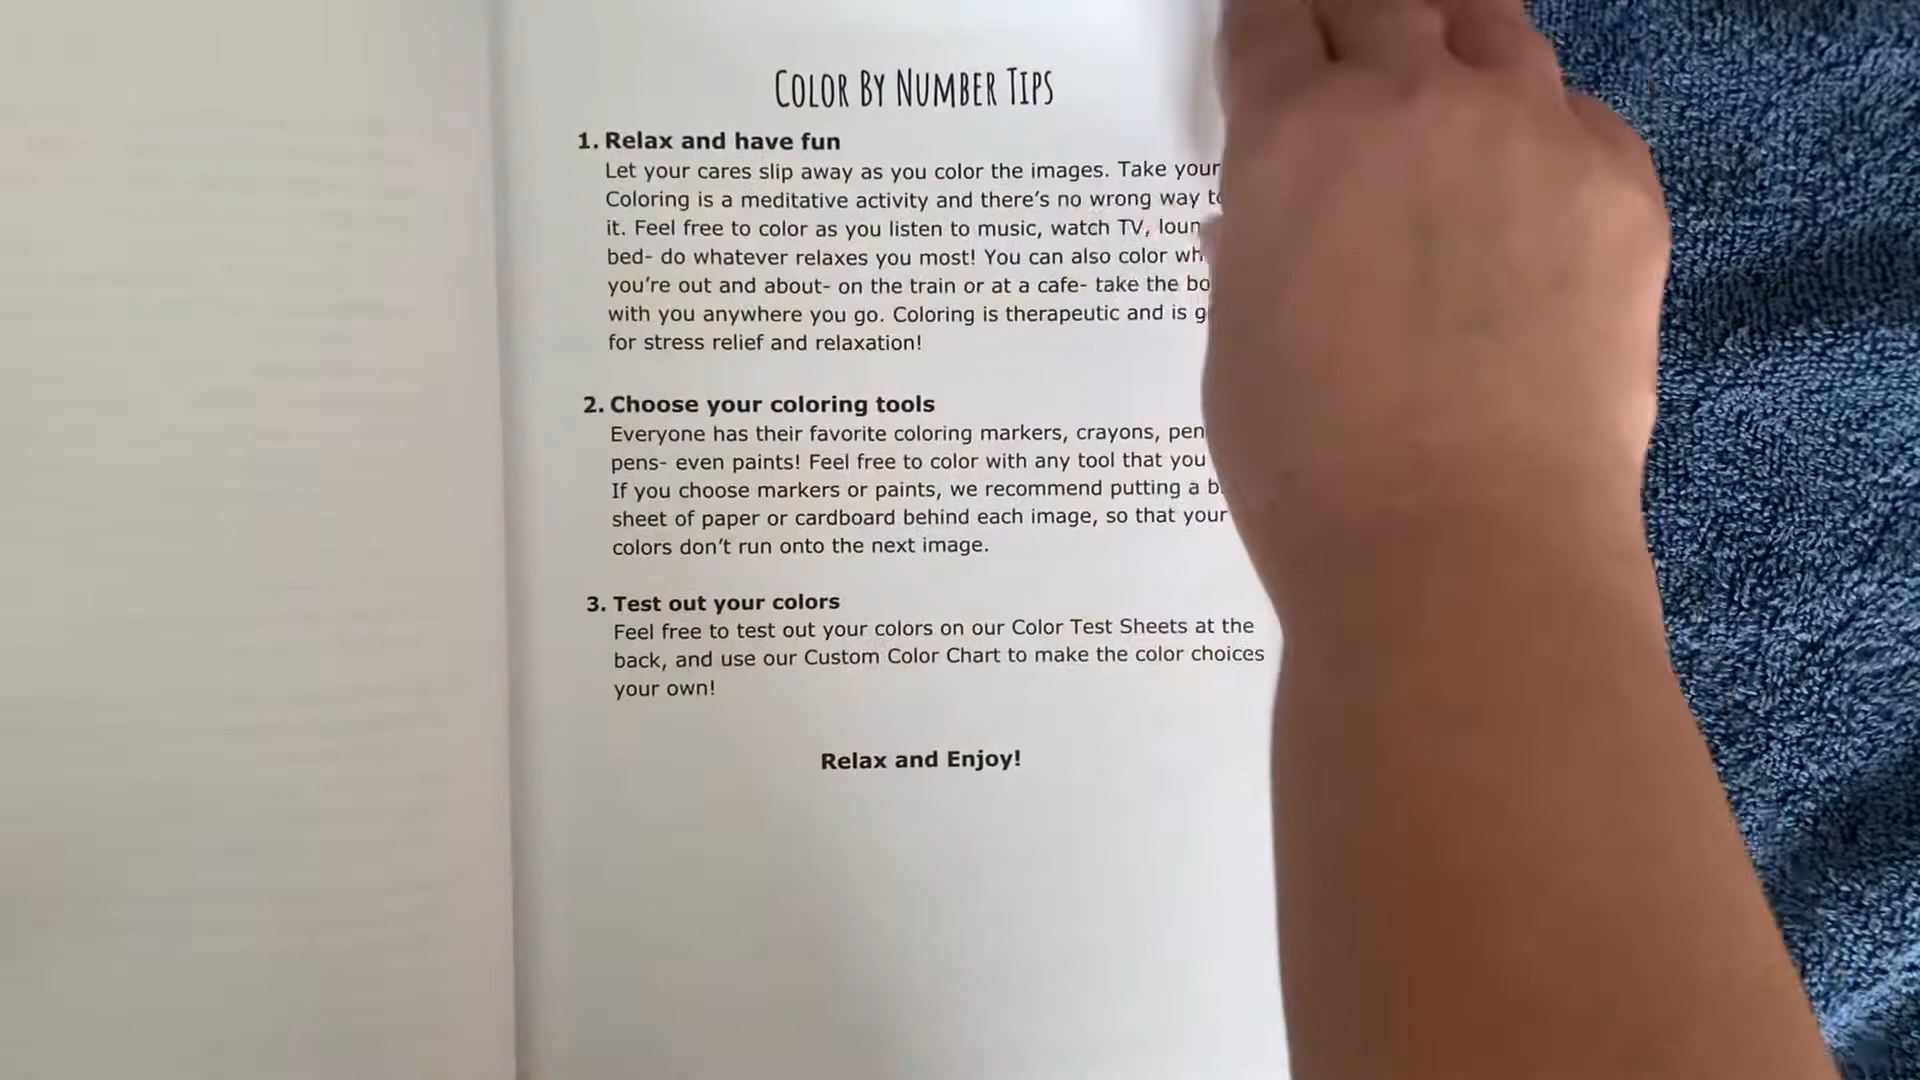 COLOR BY NUMBER TIPS
1. Relax and have fun
Let your cares slip away as you color the images. Take your
Coloring is a meditative activity and there's no wrong way
it. Feel free to color as you listen to music, watch TV,
bed- do whatever relaxes you most! You can also color
you're out and about- on the train or at a cafe- take the
with you anywhere you go. Coloring is therapeutic and is
for stress relief and relaxation!
2. Choose your coloring tools
Everyone has their favorite coloring markers, crayons,
pens- even paints! Feel free to color with any tool that you
If you choose markers or paints, we recommend putting a
sheet of paper or cardboard behind each image, so that your
colors don't run onto the next image.
3. Test out your colors
Feel free to test out your colors on our Color Test Sheets at the
back, and use our Custom Color Chart to make the color choices
your own!
Relax and Enjoy!